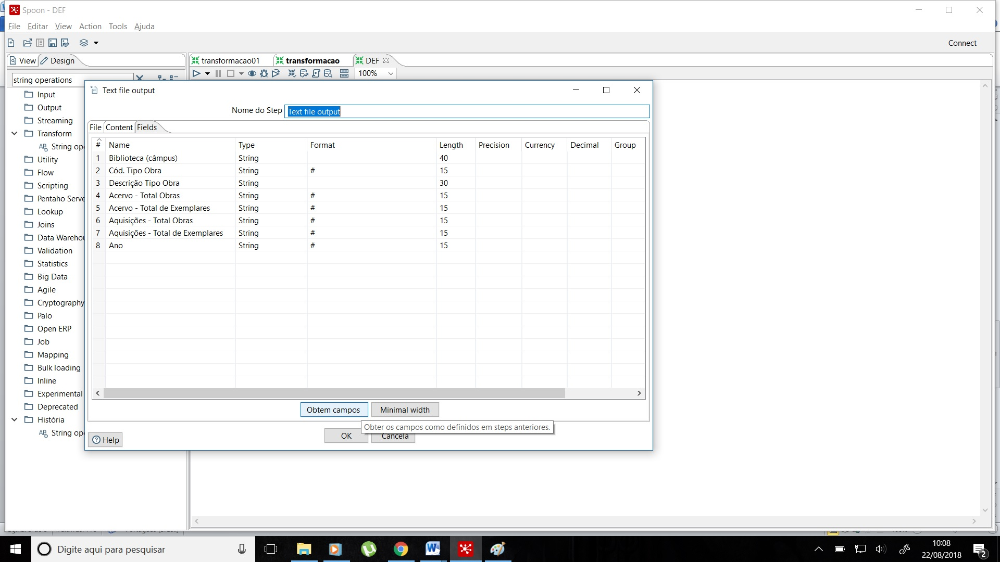 Spoon - DEF
File Editar View Action Tools Ajuda
Connect
View Design
transformacao01 transformacao DEF
string operations
100%
Input
Output
Streaming
Transform
String ope
Utility
Flow
Scripting
Pentaho Serve
Lookup
Joins
Data Warehou
Validation
Statistics
Big Data
Agile
Cryptography
Palo
Open ERP
Job
Mapping
Bulk loading
Inline
Experimental
Deprecated
História
String ope
Text file output
Nome do Step Text file output
File Content Fields
# Name Type Format Length Precision Currency Decimal Group
1 Biblioteca (câmpus) String 40
2 Cód. Tipo Obra String # 15
3 Descrição Tipo Obra String 30
4 Acervo - Total Obras String # 15
5 Acervo - Total de Exemplares String # 15
6 Aquisições - Total Obras String # 15
7 Aquisições - Total de Exemplares String # 15
8 Ano String # 15
Obtem campos Minimal width
Obter os campos como definidos em steps anteriores.
OK Cancela
Help
Digite aqui para pesquisar
10:08
22/08/2018
2